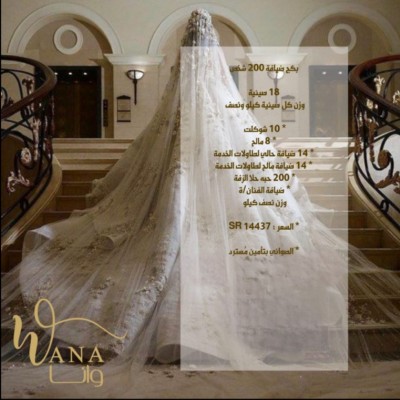 بكج ضيافة 200 شخص
18 صينية
وزن كل صينية كيلو ونصف
* 10 شوكلت
* 8 مالح
* 14 ضيافة حالي لطاولات الخدمة
* 14 ضيافة مالح لطاولات الخدمة
* 200 حبه حلا الزفة
* ضيافة الفنان/ة
وزن نصف كيلو
* السعر : 14437 SR
* الصواني بتأمين مُسترد
WANA
وانا